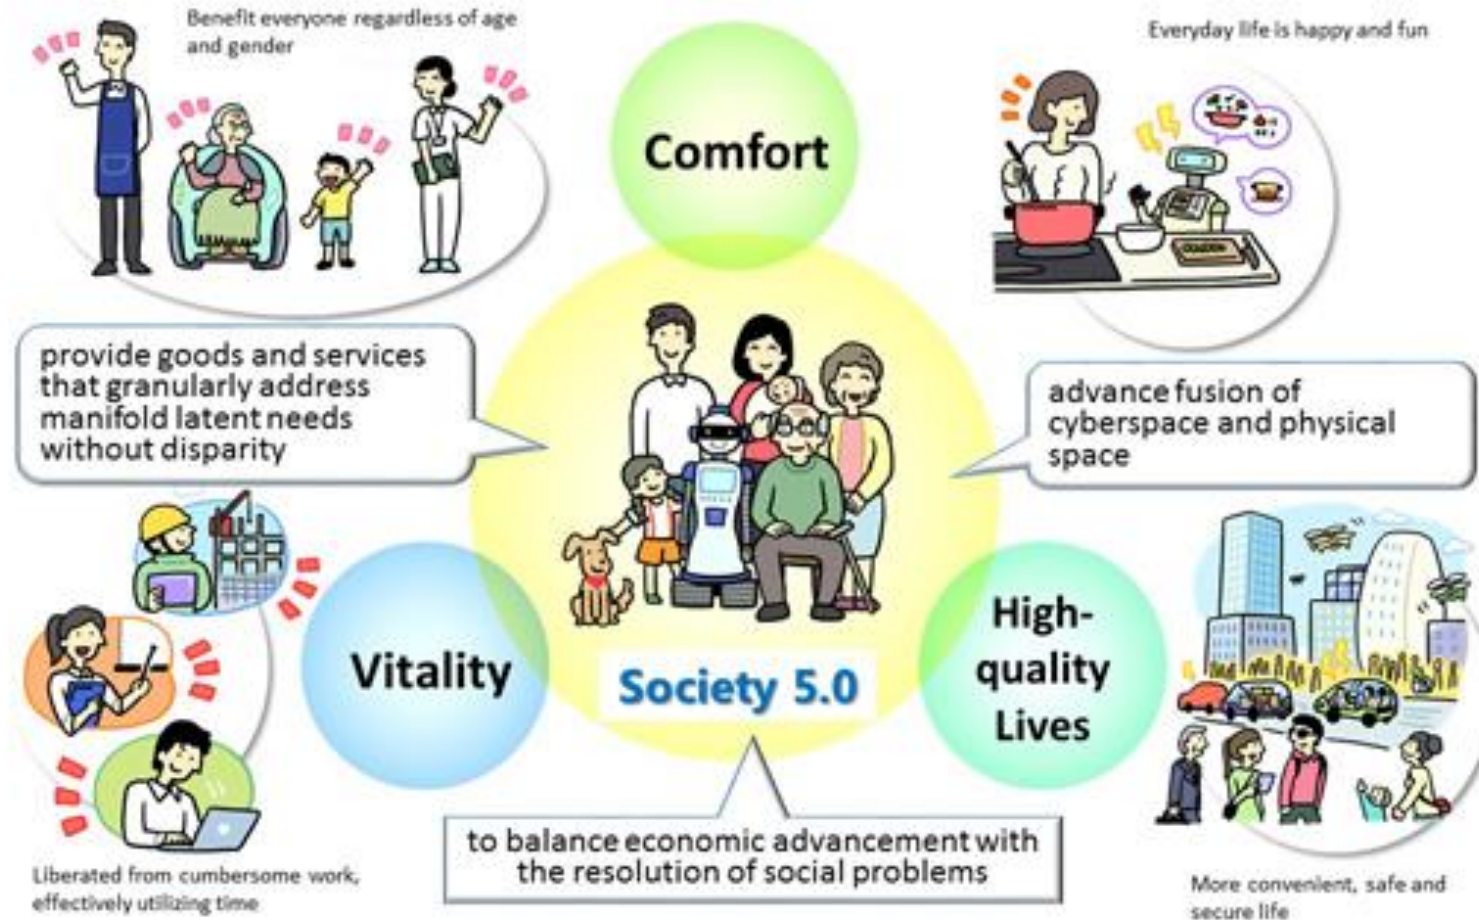 Benefit everyone regardless of age
and gender
Everyday life is happy and fun
Comfort
provide goods and services
that granularly address
manifold latent needs
without disparity
advance fusion of
cyberspace and physical
space
Vitality
Society 5.0
High-
quality
Lives
to balance economic advancement with
the resolution of social problems
Liberated from cumbersome work,
effectively utilizing time
More convenient, safe and
secure life